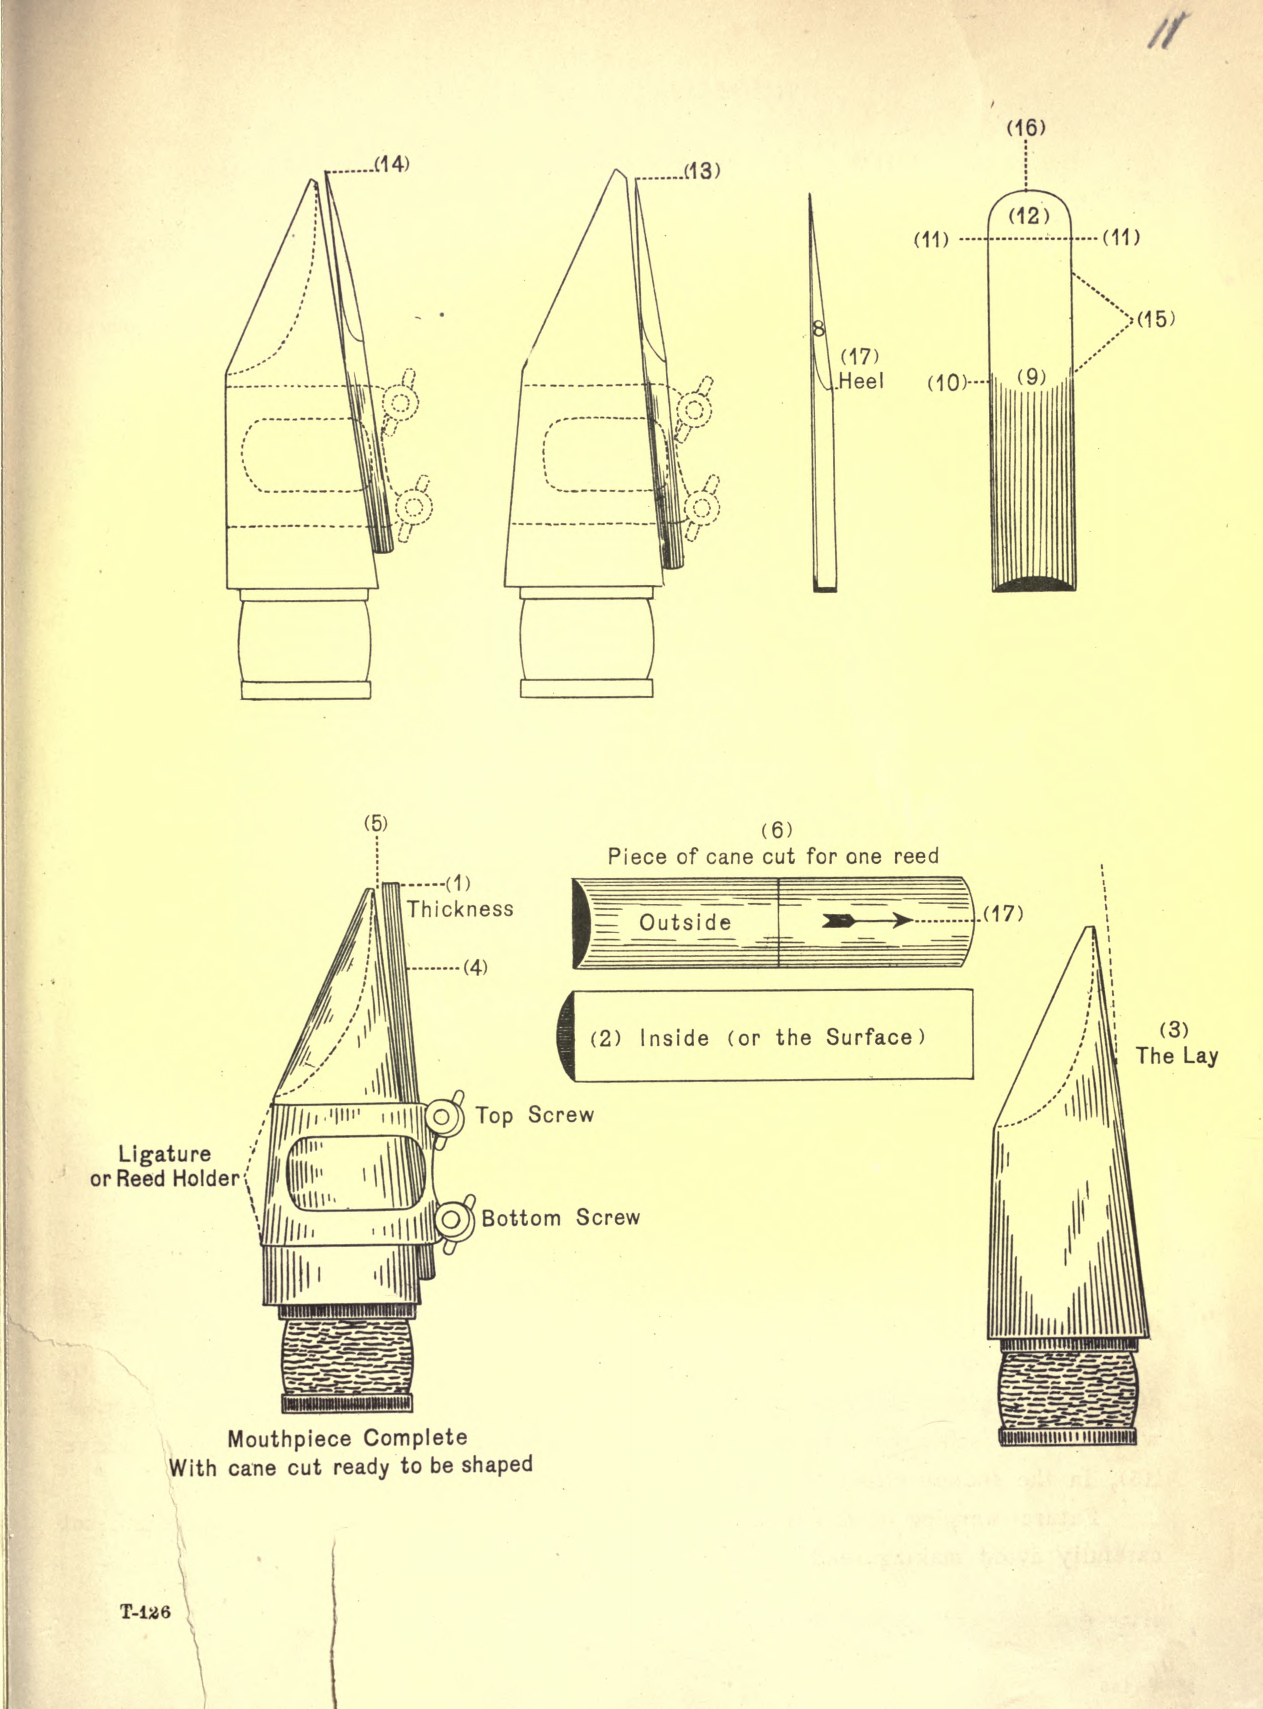 (16)
(14)
(13)
(12)
(11) (11)
8
(15)
(17)
Heel
(10) (9)
(5)
(6)
Piece of cane cut for one reed
(1)
Thickness
Outside
(17)
(4)
(2) Inside (or the Surface)
(3)
The Lay
Top Screw
Ligature
or Reed Holder
Bottom Screw
Mouthpiece Complete
With cane cut ready to be shaped
T-126